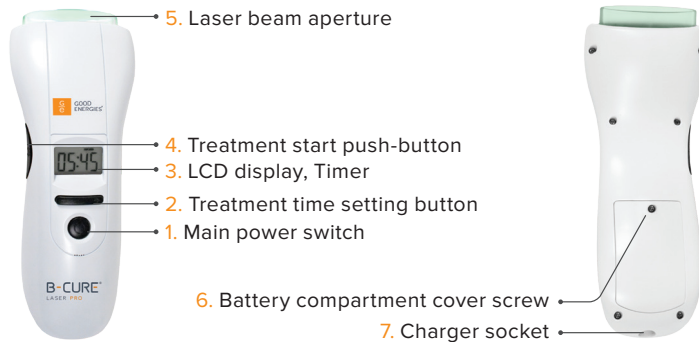 5. Laser beam aperture
GOOD
ENERGIES®
4. Treatment start push-button
05:45
3. LCD display, Timer
2. Treatment time setting button
1. Main power switch
B-CURE®
LASER PRO
6. Battery compartment cover screw
7. Charger socket